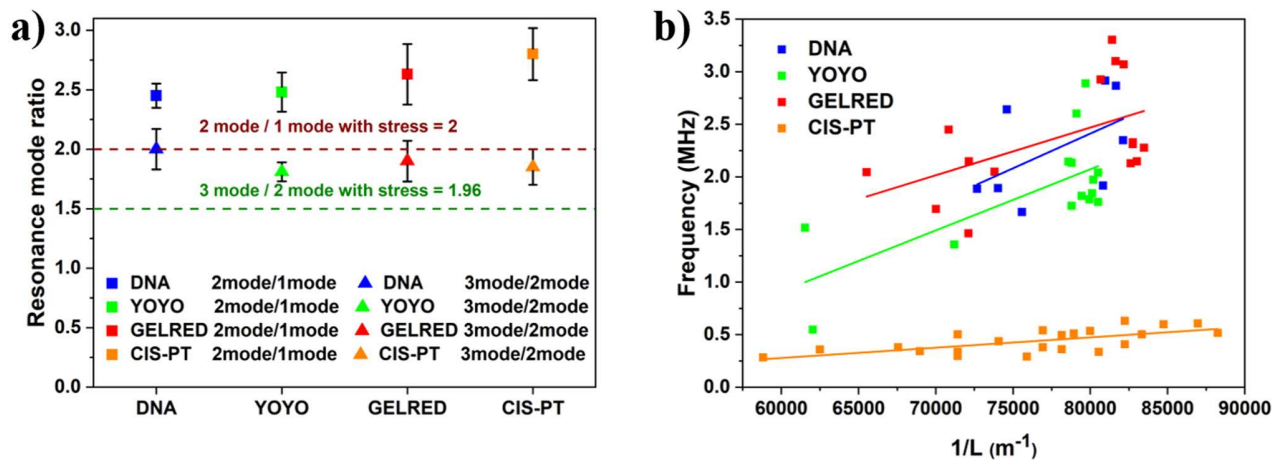 a)
Resonance mode ratio
3.0
2.5
2.0
1.5
1.0
0.5
0.0
2 mode / 1 mode with stress = 2
3 mode / 2 mode with stress = 1.96
DNA 2mode/1mode DNA 3mode/2mode
YOYO 2mode/1mode YOYO 3mode/2mode
GELRED 2mode/1mode GELRED 3mode/2mode
CIS-PT 2mode/1mode CIS-PT 3mode/2mode
DNA YOYO GELRED CIS-PT
b)
Frequency (MHz)
3.5
3.0
2.5
2.0
1.5
1.0
0.5
0.0
DNA
YOYO
GELRED
CIS-PT
60000 65000 70000 75000 80000 85000 90000
1/L (m⁻¹)